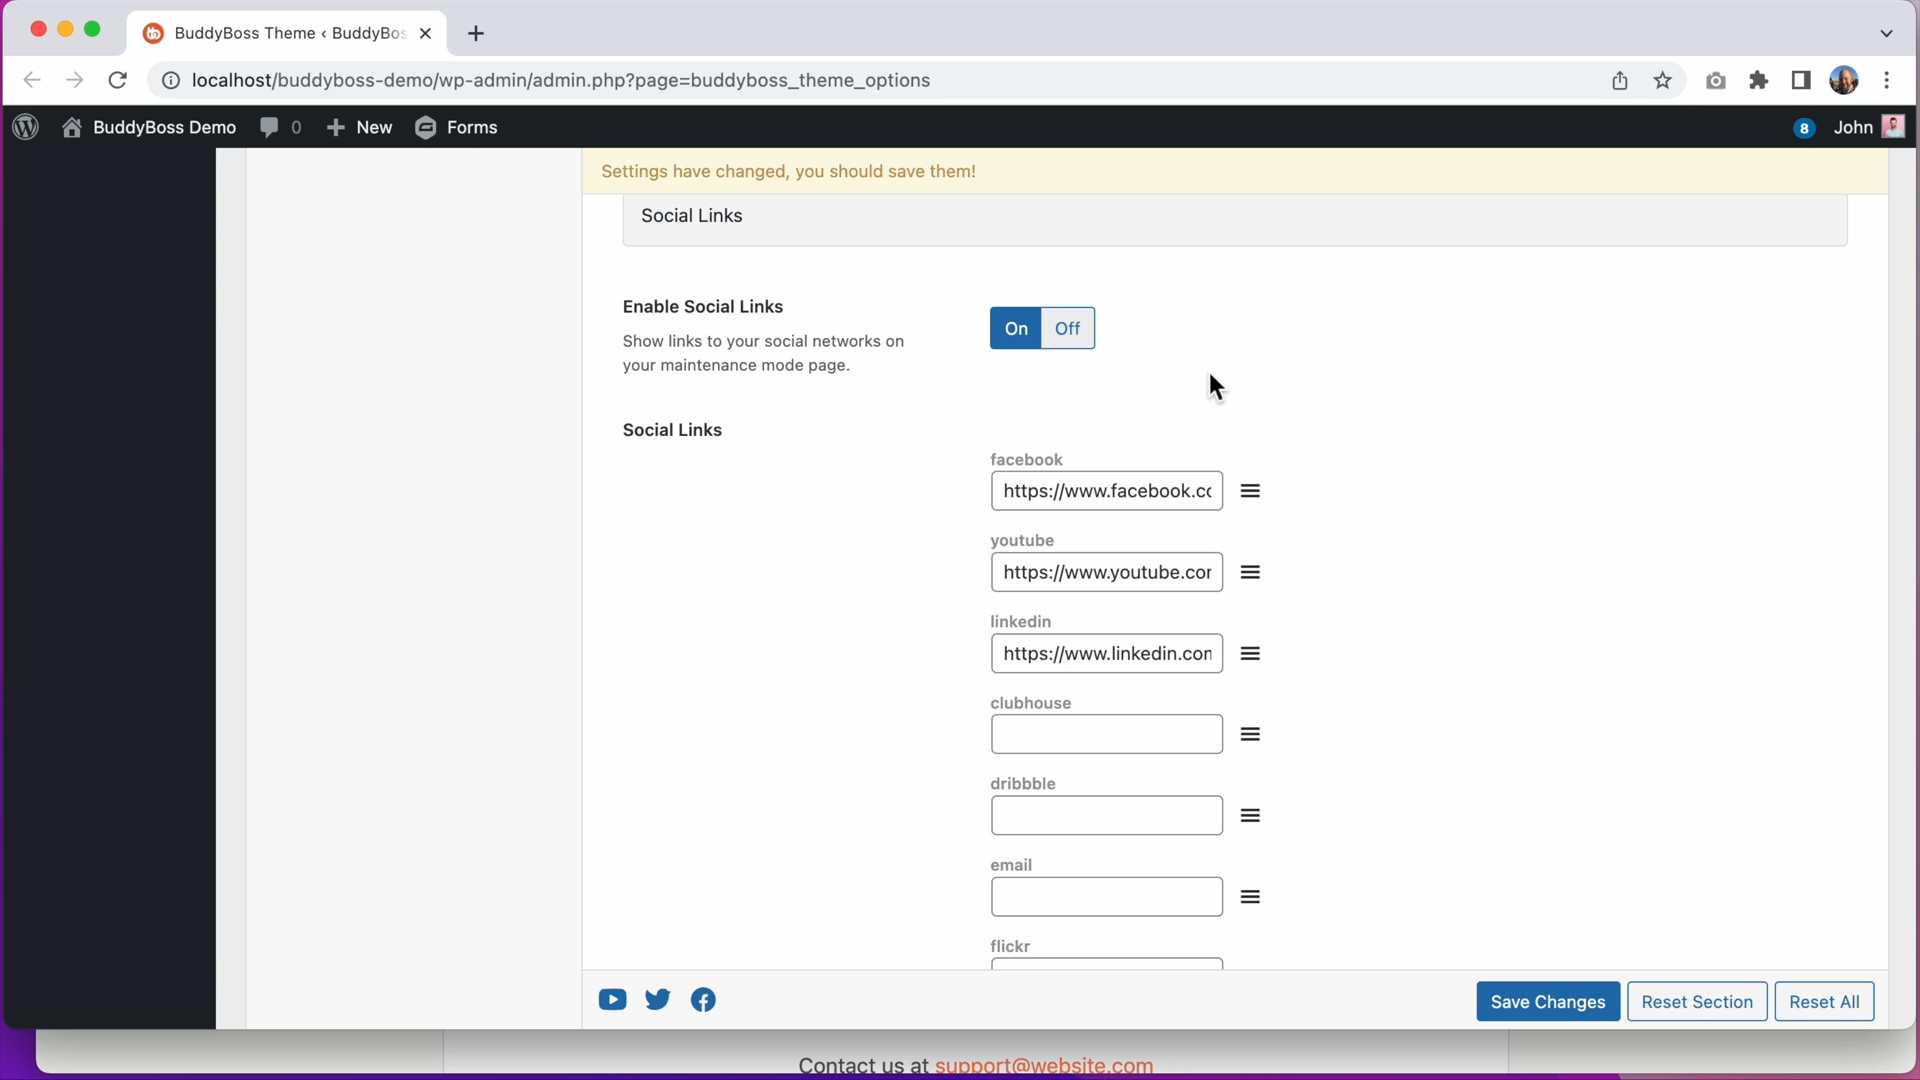 BuddyBoss Theme ‹ BuddyBos
localhost/buddyboss-demo/wp-admin/admin.php?page=buddyboss_theme_options
BuddyBoss Demo 0 New Forms 8 John
Settings have changed, you should save them!
Social Links
Enable Social Links
On Off
Show links to your social networks on
your maintenance mode page.
Social Links
facebook
https://www.facebook.cc
youtube
https://www.youtube.cor
linkedin
https://www.linkedin.con
clubhouse
dribbble
email
flickr
Save Changes Reset Section Reset All
Contact us at support@website.com